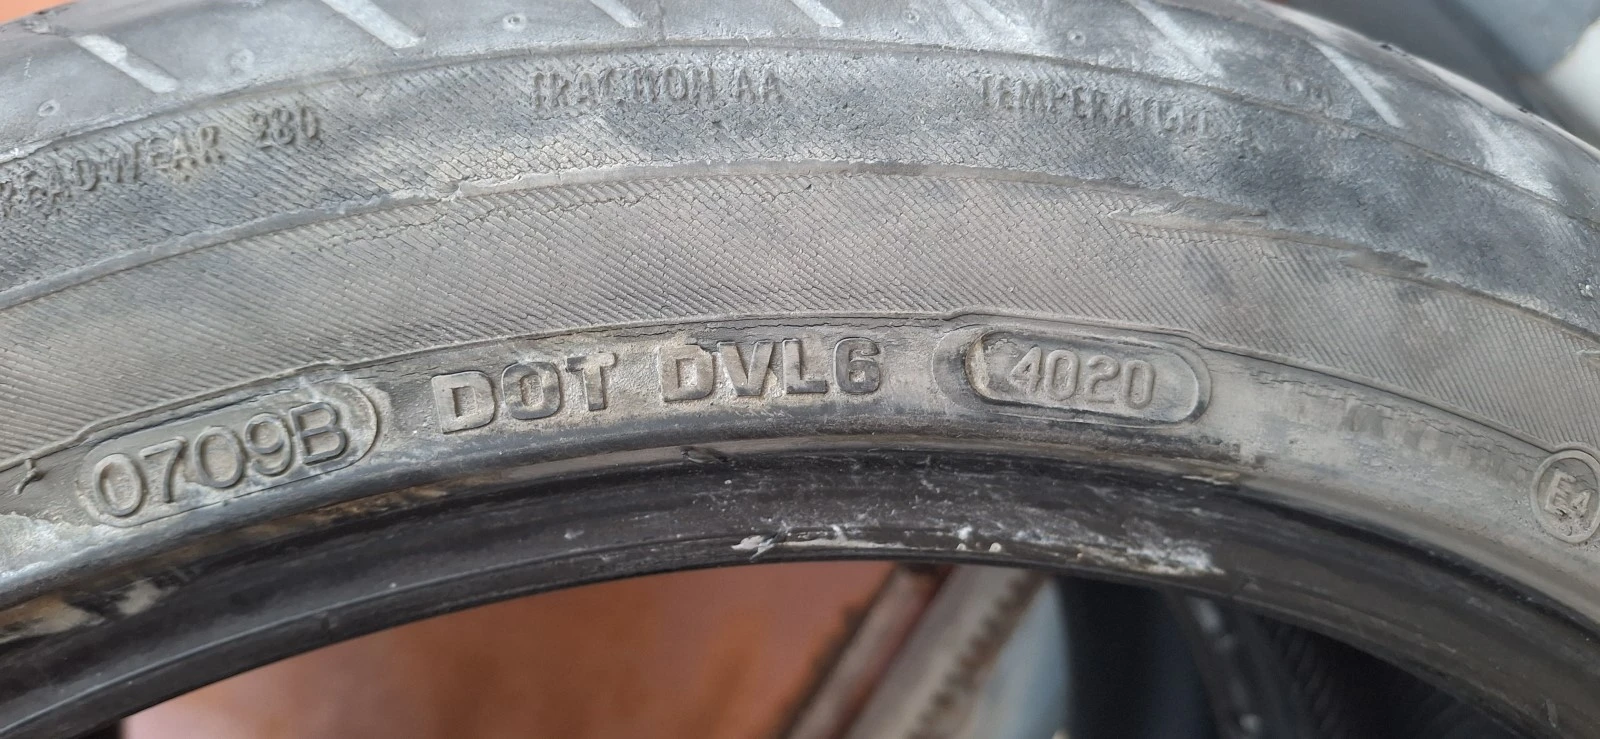 TREADWEAR 280 TRACTION AA TEMPERATURE A
0709B DOT DVL6 4020 E4